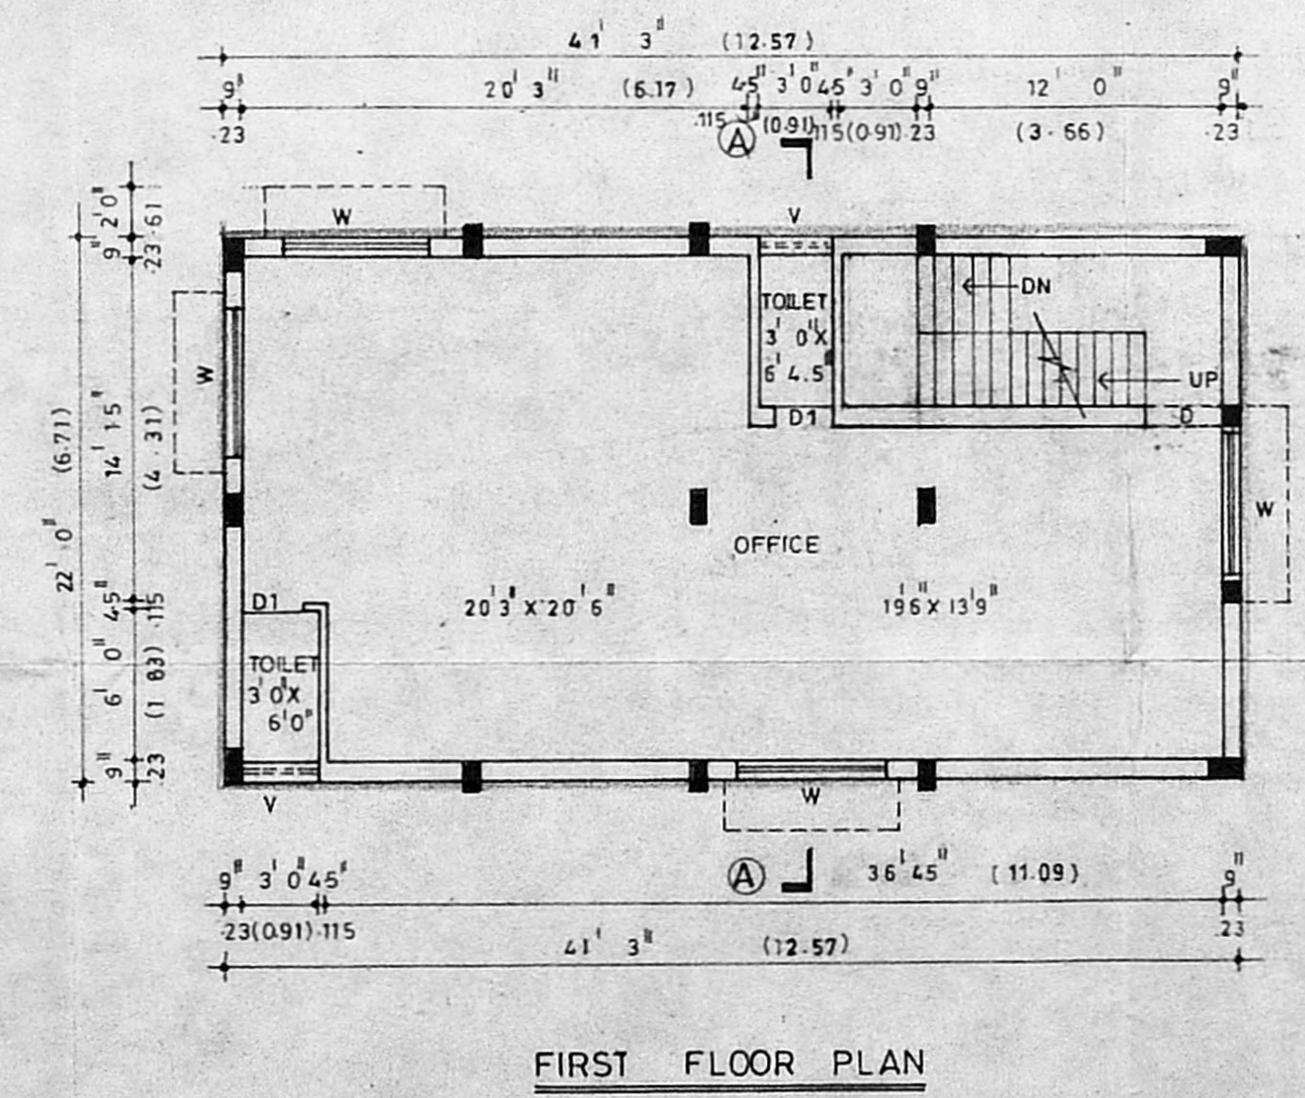 41' 3" (12.57)
9" 20' 3" (6.17) 4.5" 3' 0" 4.5" 3' 0" 9" 12' 0" 9"
.23 .115 (0.91) .115 (0.91) .23 (3.66) .23
A
2' 0" .61
9" .23
14' 1.5" (4.31)
22' 0" (6.71)
4.5" .115
6' 0" (1.83)
9" .23
W
V
TOILET
3' 0" X
6' 4.5"
D1
DN
UP
D
W
W
OFFICE
20' 3" X 20' 6"
19' 6" X 13' 9"
D1
TOILET
3' 0" X
6' 0"
V
W
9" 3' 0" 4.5" A 36' 4.5" (11.09) 9"
.23 (0.91) .115 .23
41' 3" (12.57)
FIRST FLOOR PLAN